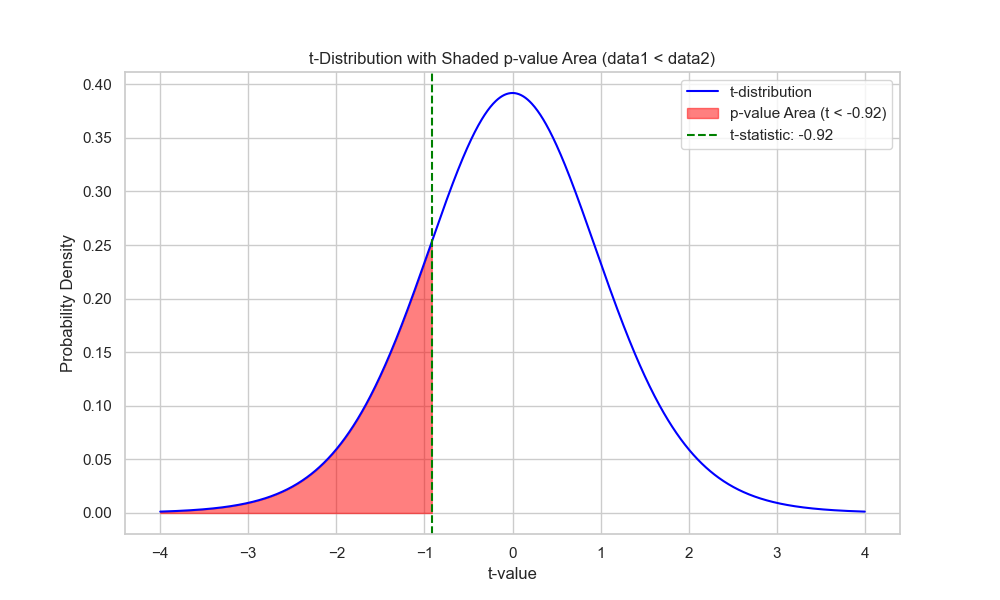 t-Distribution with Shaded p-value Area (data1 < data2)
t-distribution
p-value Area (t < -0.92)
t-statistic: -0.92
Probability Density
0.40
0.35
0.30
0.25
0.20
0.15
0.10
0.05
0.00
−4 −3 −2 −1 0 1 2 3 4
t-value